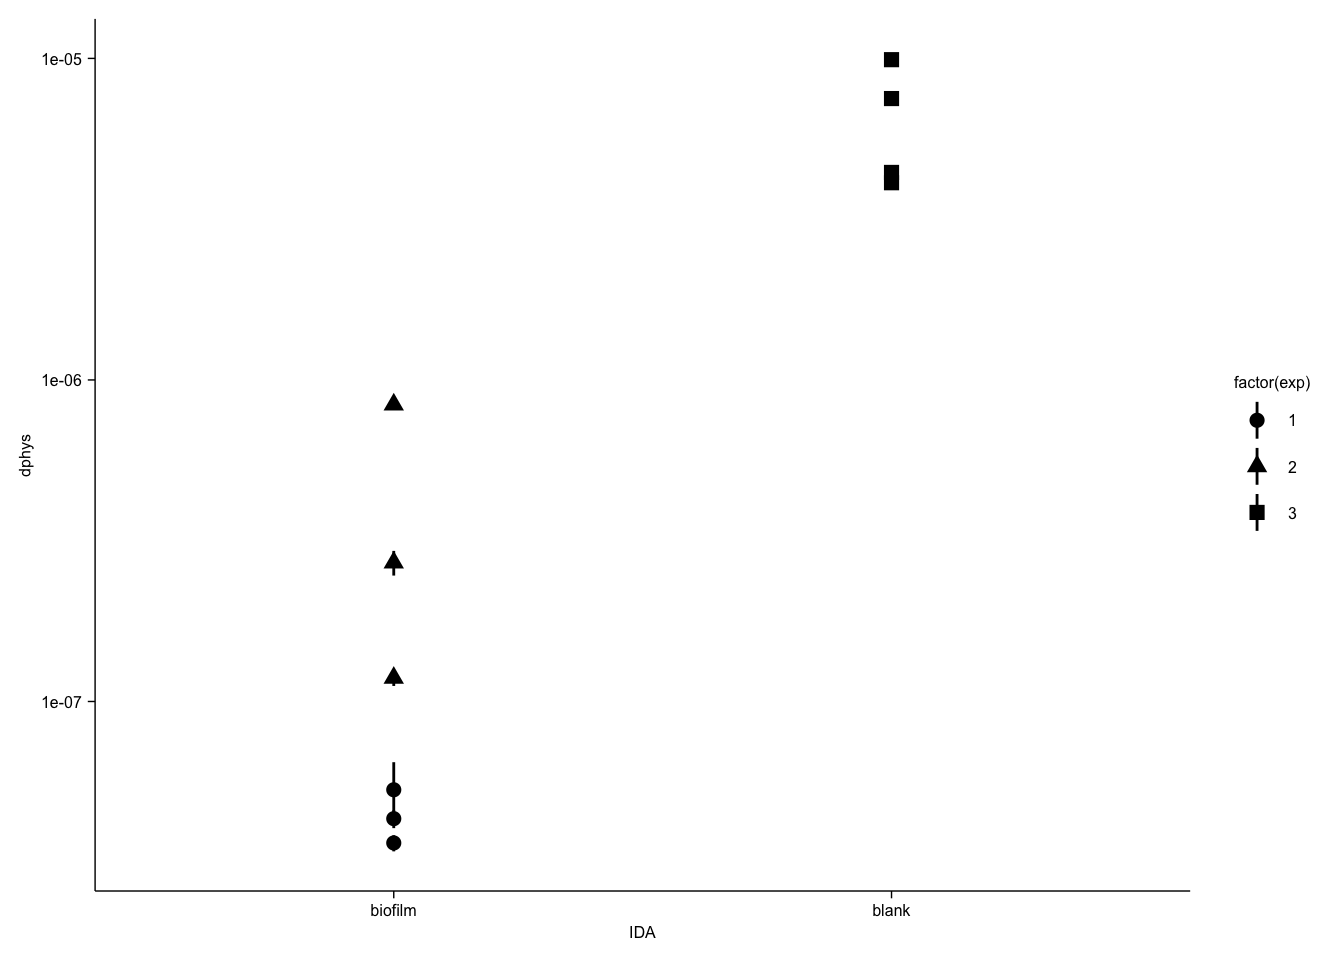 1e-05
1e-06
1e-07
dphys
biofilm
blank
IDA
factor(exp)
1
2
3